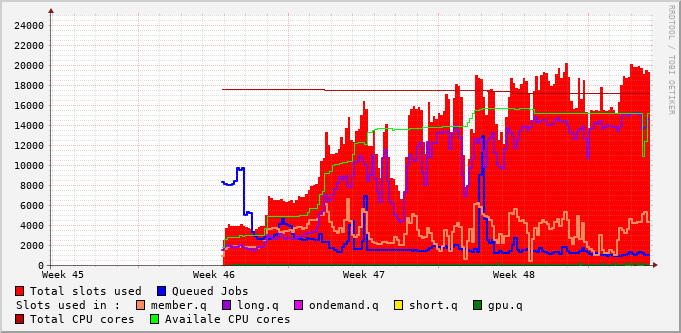 24000
22000
20000
18000
16000
14000
12000
10000
8000
6000
4000
2000
0
Week 45 Week 46 Week 47 Week 48
RRDTOOL / TOBI OETIKER
Total slots used Queued Jobs
Slots used in : member.q long.q ondemand.q short.q gpu.q
Total CPU cores Availale CPU cores